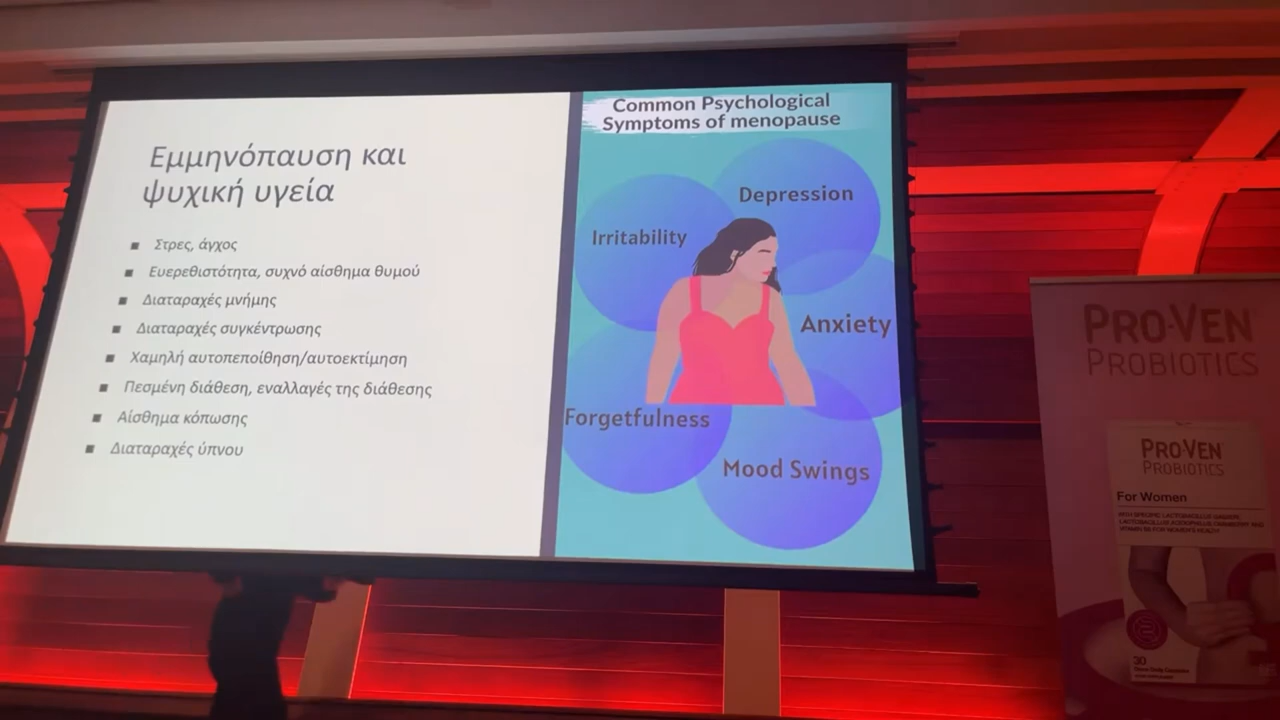 Εμμηνόπαυση και
ψυχική υγεία
Στρες, άγχος
Ευερεθιστότητα, συχνό αίσθημα θυμού
Διαταραχές μνήμης
Διαταραχές συγκέντρωσης
Χαμηλή αυτοπεποίθηση/αυτοεκτίμηση
Πεσμένη διάθεση, εναλλαγές της διάθεσης
Αίσθημα κόπωσης
Διαταραχές ύπνου
Common Psychological
Symptoms of menopause
Depression
Irritability
Anxiety
Forgetfulness
Mood Swings
PRO-VEN
PROBIOTICS
PRO-VEN
PROBIOTICS
For Women
30